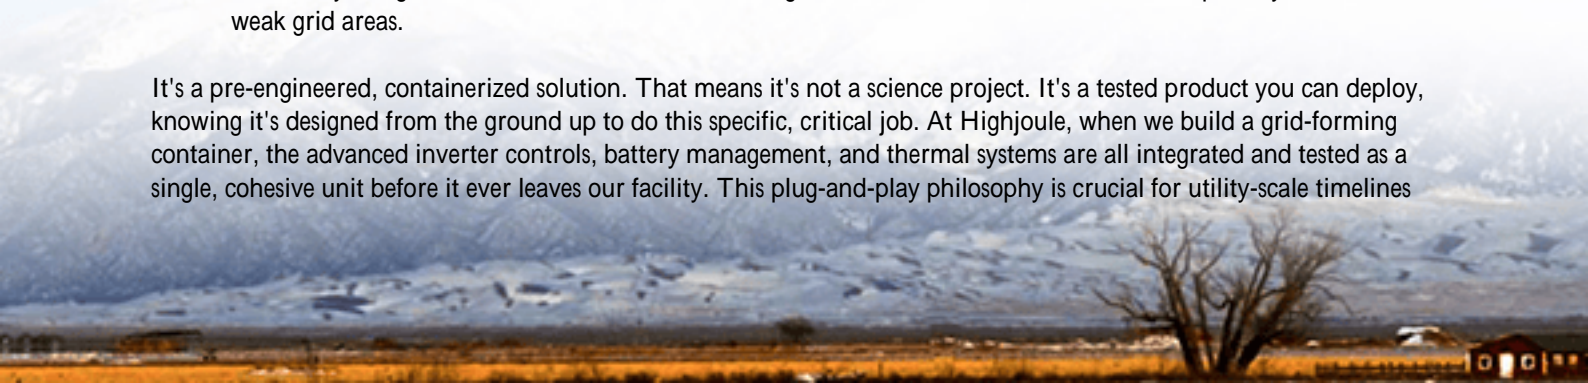 weak grid areas.
It's a pre-engineered, containerized solution. That means it's not a science project. It's a tested product you can deploy,
knowing it's designed from the ground up to do this specific, critical job. At Highjoule, when we build a grid-forming
container, the advanced inverter controls, battery management, and thermal systems are all integrated and tested as a
single, cohesive unit before it ever leaves our facility. This plug-and-play philosophy is crucial for utility-scale timelines